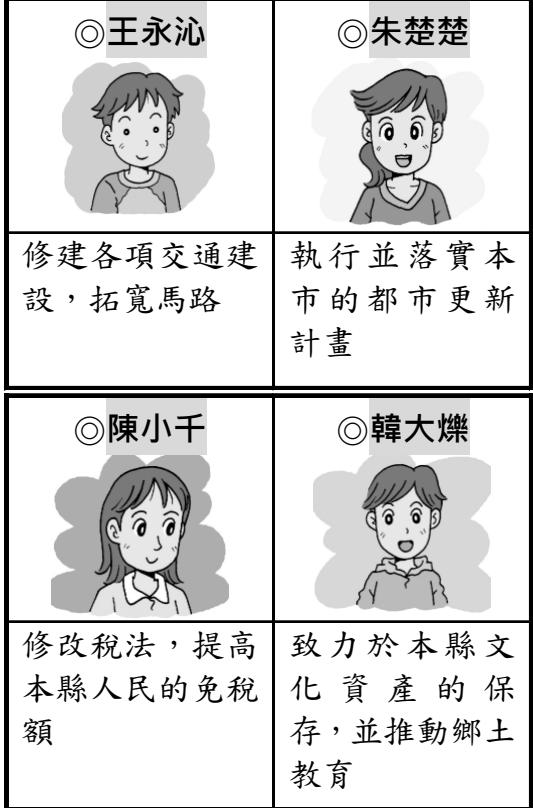 ◎王永沁
◎朱楚楚
修建各項交通建
設，拓寬馬路
執行並落實本
市的都市更新
計畫
◎陳小千
◎韓大爍
修改稅法，提高
本縣人民的免稅
額
致力於本縣文
化資產的保
存，並推動鄉土
教育